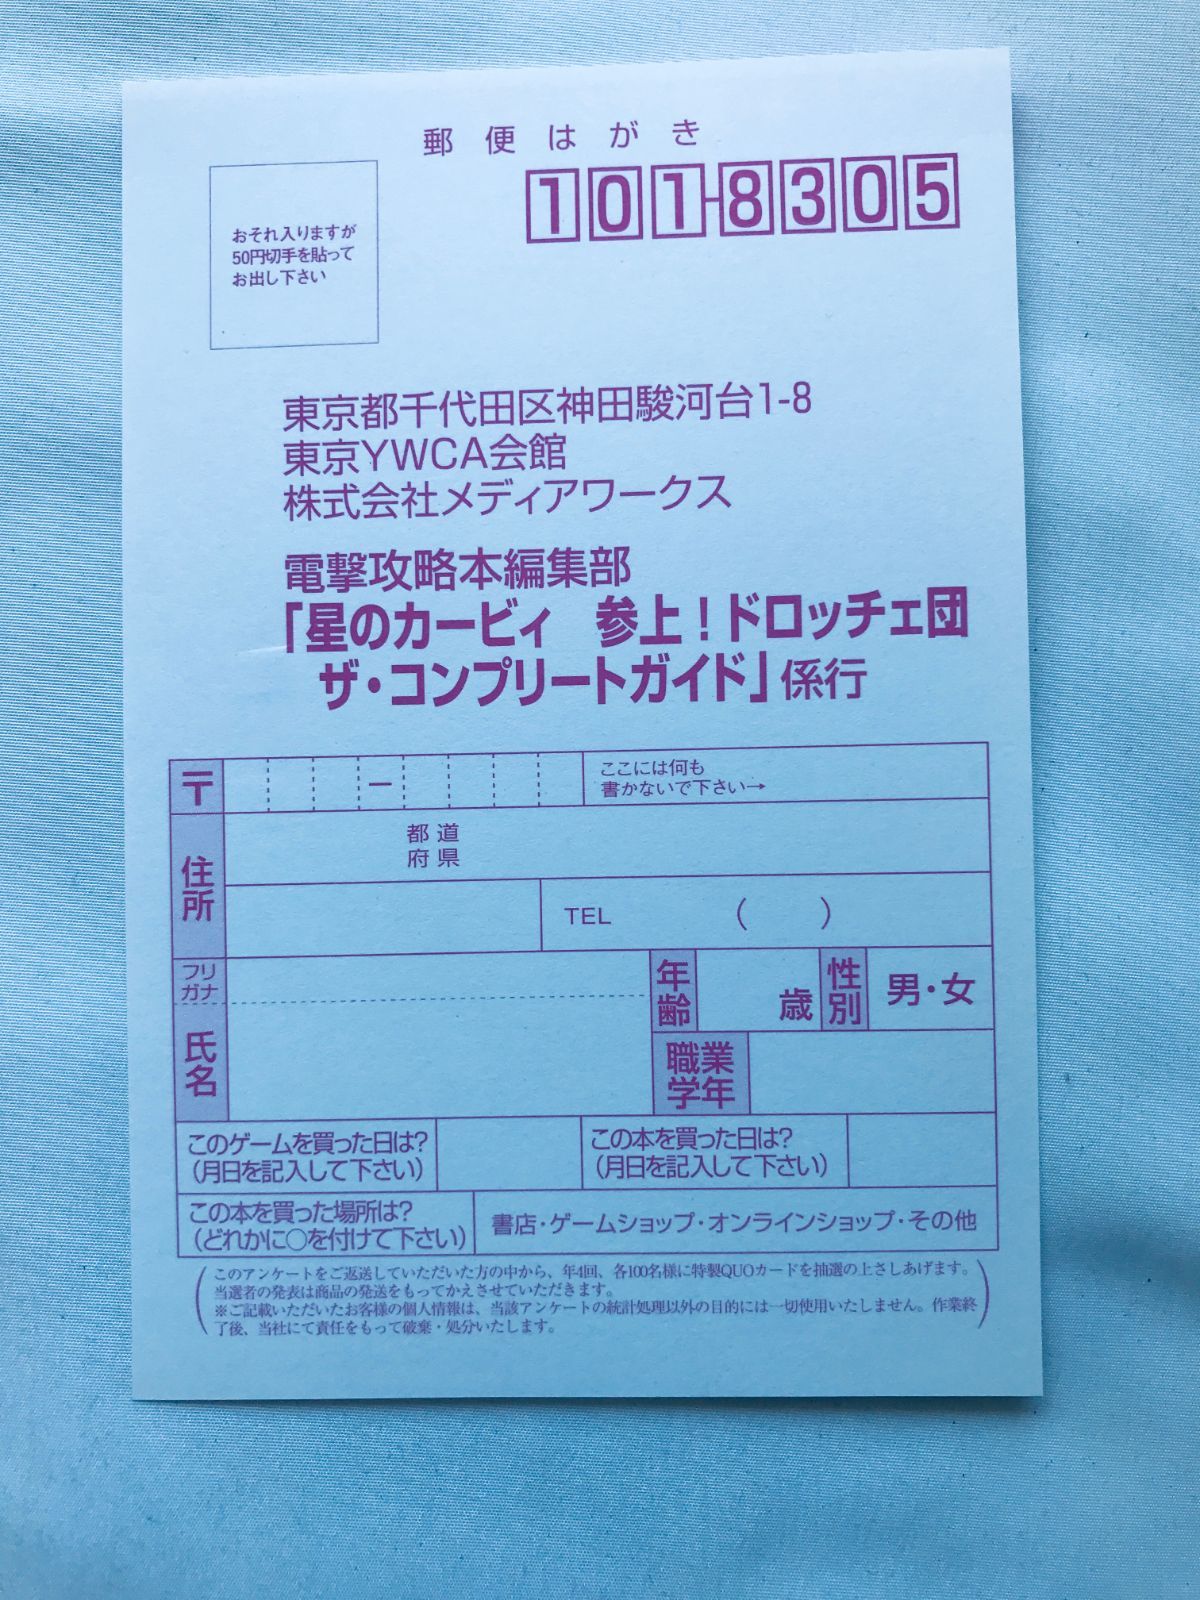 郵便はがき
101-8305
おそれ入りますが
50円切手を貼って
お出し下さい
東京都千代田区神田駿河台1-8
東京YWCA会館
株式会社メディアワークス
電撃攻略本編集部
「星のカービィ　参上！ドロッチェ団
ザ・コンプリートガイド」係行
〒 － ここには何も
書かないで下さい→
住所 都道
府県
TEL （　　）
フリ
ガナ
氏名
年齢 歳 性別 男・女
職業
学年
このゲームを買った日は?
（月日を記入して下さい）
この本を買った日は?
（月日を記入して下さい）
この本を買った場所は?
（どれかに○を付けて下さい）
書店・ゲームショップ・オンラインショップ・その他
（このアンケートをご返送していただいた方の中から、年4回、各100名様に特製QUOカードを抽選の上さしあげます。
当選者の発表は商品の発送をもってかえさせていただきます。
※ご記載いただいたお客様の個人情報は、当該アンケートの統計処理以外の目的には一切使用いたしません。作業終
了後、当社にて責任をもって破棄・処分いたします。）